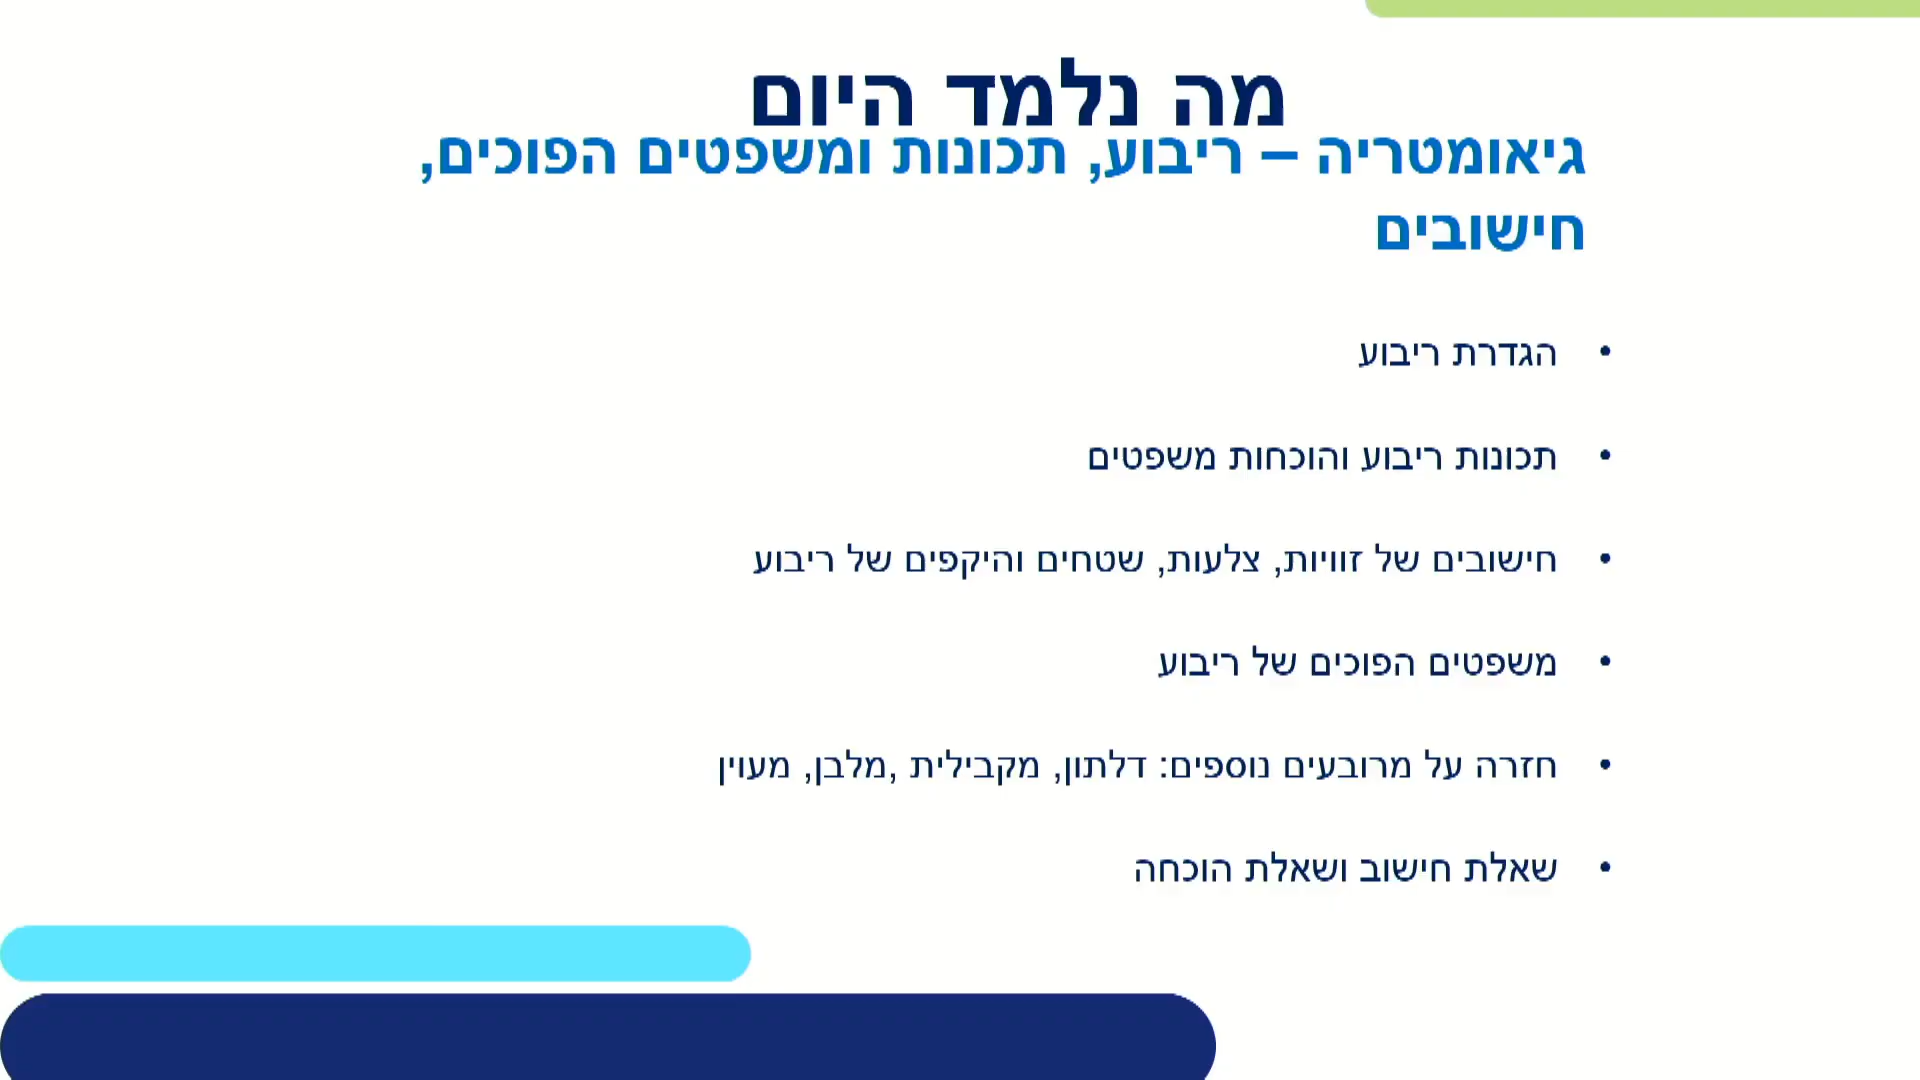 מה נלמד היום
גיאומטריה – ריבוע, תכונות ומשפטים הפוכים,
חישובים
• הגדרת ריבוע
• תכונות ריבוע והוכחות משפטים
• חישובים של זוויות, צלעות, שטחים והיקפים של ריבוע
• משפטים הפוכים של ריבוע
• חזרה על מרובעים נוספים: דלתון, מקבילית ,מלבן, מעוין
• שאלת חישוב ושאלת הוכחה